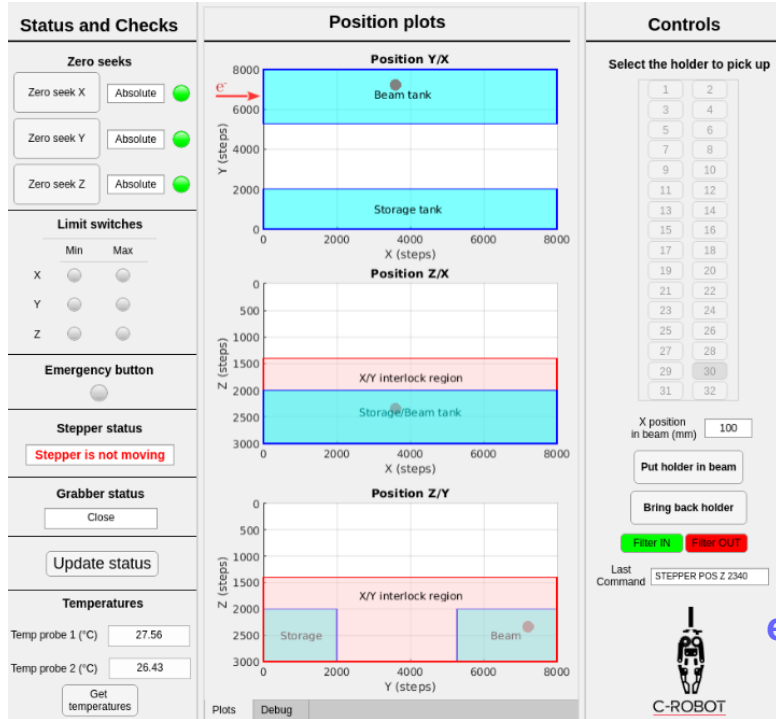 Status and Checks
Zero seeks
Zero seek X
Absolute
Zero seek Y
Absolute
Zero seek Z
Absolute
Limit switches
Min Max
X
Y
Z
Emergency button
Stepper status
Stepper is not moving
Grabber status
Close
Update status
Temperatures
Temp probe 1 (°C) 27.56
Temp probe 2 (°C) 26.43
Get
temperatures
Position plots
Position Y/X
e⁻
Beam tank
Storage tank
Y (steps)
8000
6000
4000
2000
0
0 2000 4000 6000 8000
X (steps)
Position Z/X
X/Y interlock region
Storage/Beam tank
Z (steps)
0
500
1000
1500
2000
2500
3000
0 2000 4000 6000 8000
X (steps)
Position Z/Y
X/Y interlock region
Storage Beam
Z (steps)
0
500
1000
1500
2000
2500
3000
0 2000 4000 6000 8000
Y (steps)
Plots Debug
Controls
Select the holder to pick up
1 2
3 4
5 6
7 8
9 10
11 12
13 14
15 16
17 18
19 20
21 22
23 24
25 26
27 28
29 30
31 32
X position
in beam (mm)
100
Put holder in beam
Bring back holder
Filter IN Filter OUT
Last
Command
STEPPER POS Z 2340
C-ROBOT